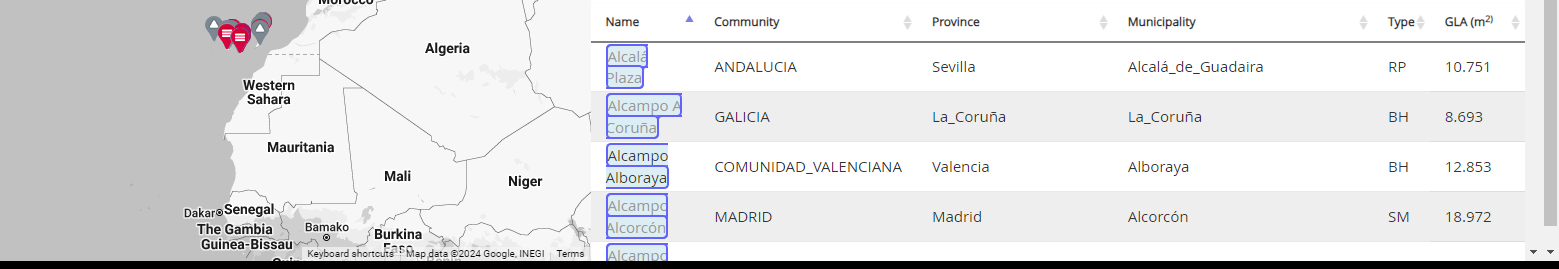 Morocco
Algeria
Western
Sahara
Mauritania
Mali
Niger
Dakar
Senegal
The Gambia
Bamako
Guinea-Bissau
Burkina
Faso
Keyboard shortcuts
Map data ©2024 Google, INEGI
Terms
Name Community Province Municipality Type GLA (m²)
Alcalá
Plaza
ANDALUCIA Sevilla Alcalá_de_Guadaira RP 10.751
Alcampo A
Coruña
GALICIA La_Coruña La_Coruña BH 8.693
Alcampo
Alboraya
COMUNIDAD_VALENCIANA Valencia Alboraya BH 12.853
Alcampo
Alcorcón
MADRID Madrid Alcorcón SM 18.972
Alcampo